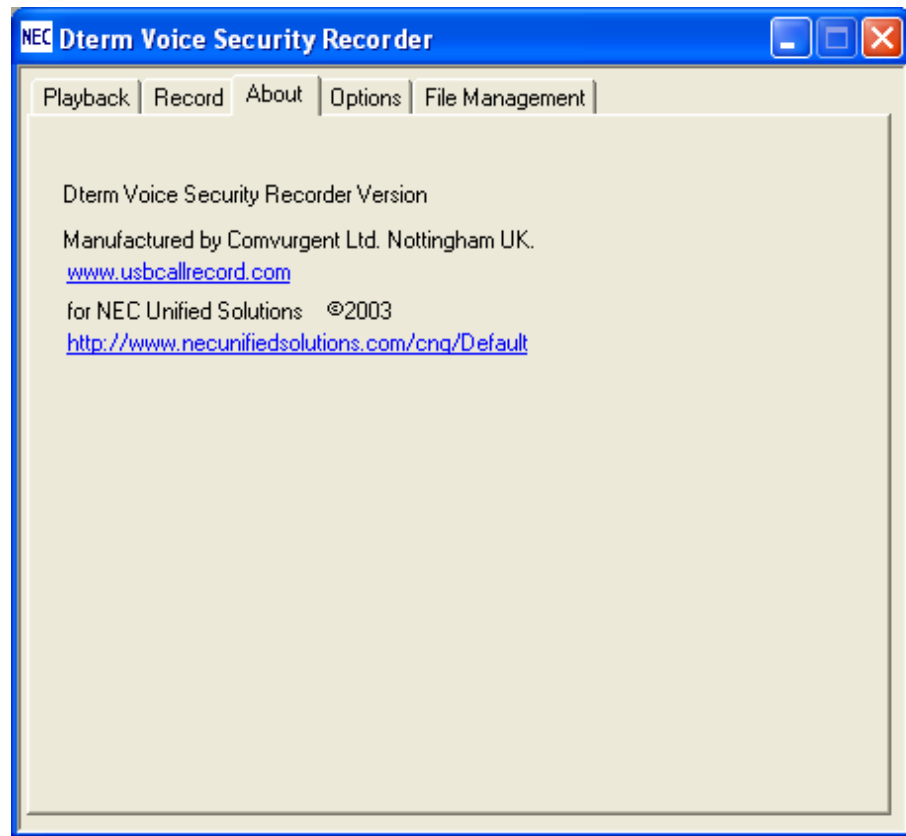 NEC Dterm Voice Security Recorder
Playback Record About Options File Management
Dterm Voice Security Recorder Version
Manufactured by Comvurgent Ltd. Nottingham UK.
www.usbcallrecord.com
for NEC Unified Solutions ©2003
http://www.necunifiedsolutions.com/cnq/Default